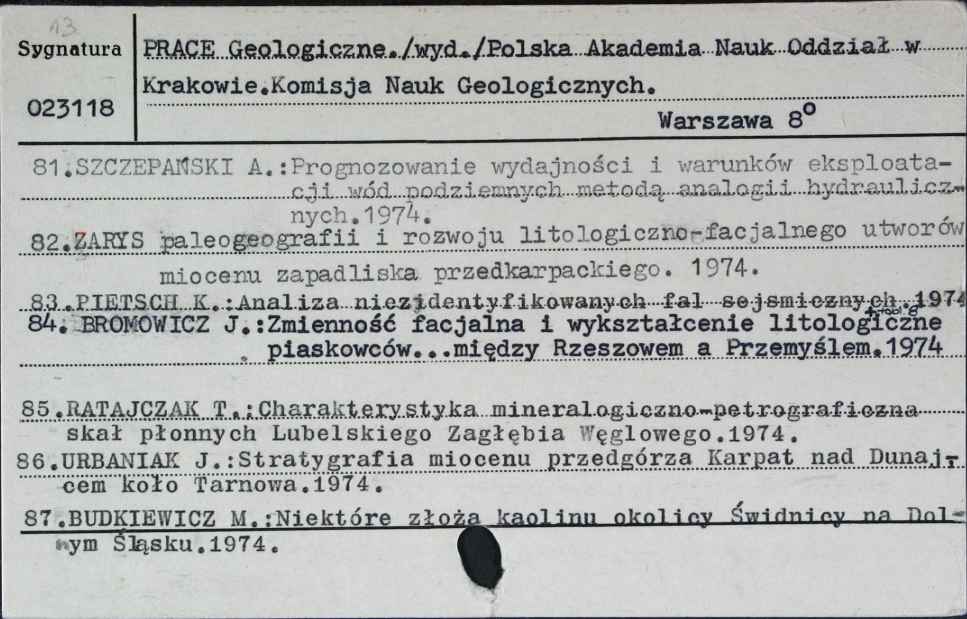 13
Sygnatura
PRACE Geologiczne./wyd./Polska Akademia Nauk Oddział w
Krakowie.Komisja Nauk Geologicznych.
023118
Warszawa 8°
81.SZCZEPAŃSKI A.:Prognozowanie wydajności i warunków eksploata-
cji wód podziemnych metodą analogii hydraulicz-
nych.1974.
82.ZARYS paleogeografii i rozwoju litologiczno-facjalnego utworów
miocenu zapadliska przedkarpackiego. 1974.
83.PIETSCH K.:Analiza niezidentyfikowanych fal sejsmicznych.1974
84. BROMOWICZ J.:Zmienność facjalna i wykształcenie litologiczne
+tabl.8
piaskowców...między Rzeszowem a Przemyślem.1974
85.RATAJCZAK T.:Charakterystyka mineralogiczno-petrograficzna
skał płonnych Lubelskiego Zagłębia Węglowego.1974.
86.URBANIAK J.:Stratygrafia miocenu przedgórza Karpat nad Dunaj-
cem koło Tarnowa.1974.
87.BUDKIEWICZ M.:Niektóre złoża kaolinu okolicy Świdnicy na Dol-
nym Śląsku.1974.